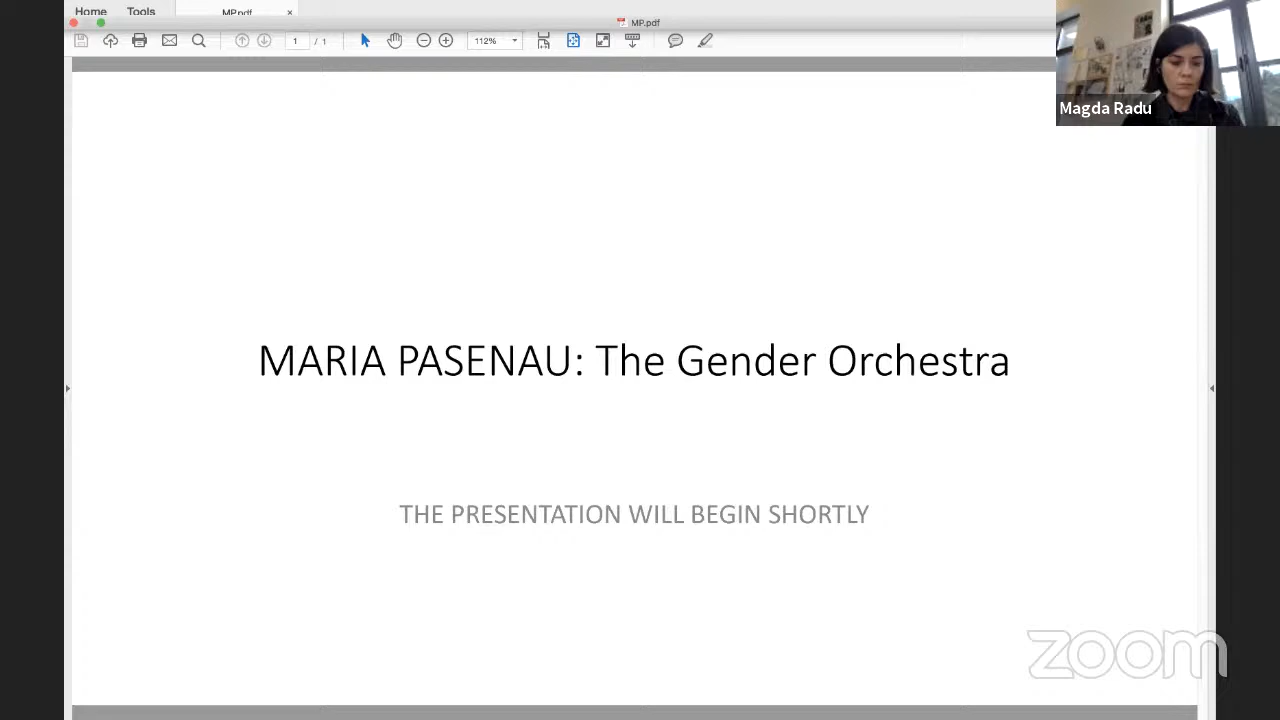 Home Tools MP.pdf ×
MP.pdf
1 / 1 112%
Magda Radu
MARIA PASENAU: The Gender Orchestra
THE PRESENTATION WILL BEGIN SHORTLY
zoom